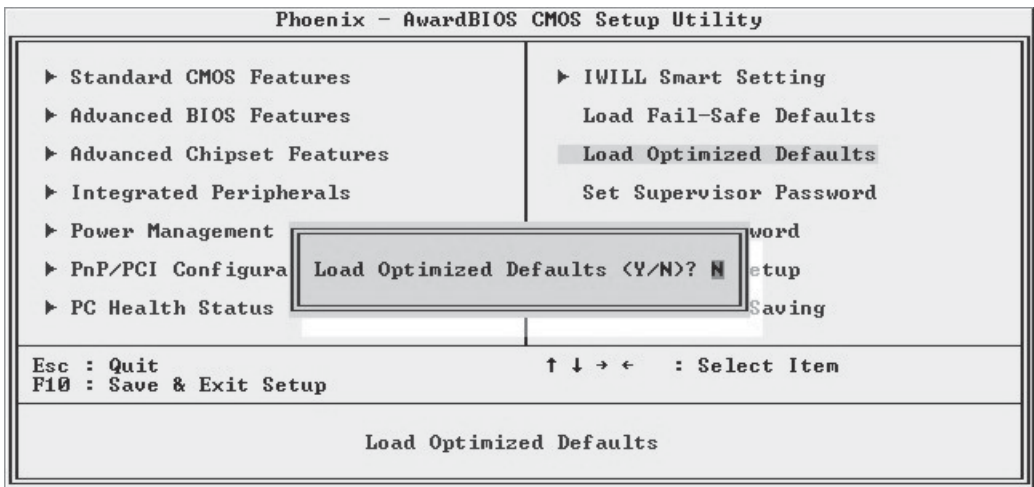 Phoenix - AwardBIOS CMOS Setup Utility
▶ Standard CMOS Features
▶ Advanced BIOS Features
▶ Advanced Chipset Features
▶ Integrated Peripherals
▶ Power Management
▶ PnP/PCI Configura
▶ PC Health Status
▶ IWILL Smart Setting
Load Fail-Safe Defaults
Load Optimized Defaults
Set Supervisor Password
word
etup
Saving
Load Optimized Defaults (Y/N)? N
Esc : Quit
F10 : Save & Exit Setup
↑ ↓ → ← : Select Item
Load Optimized Defaults